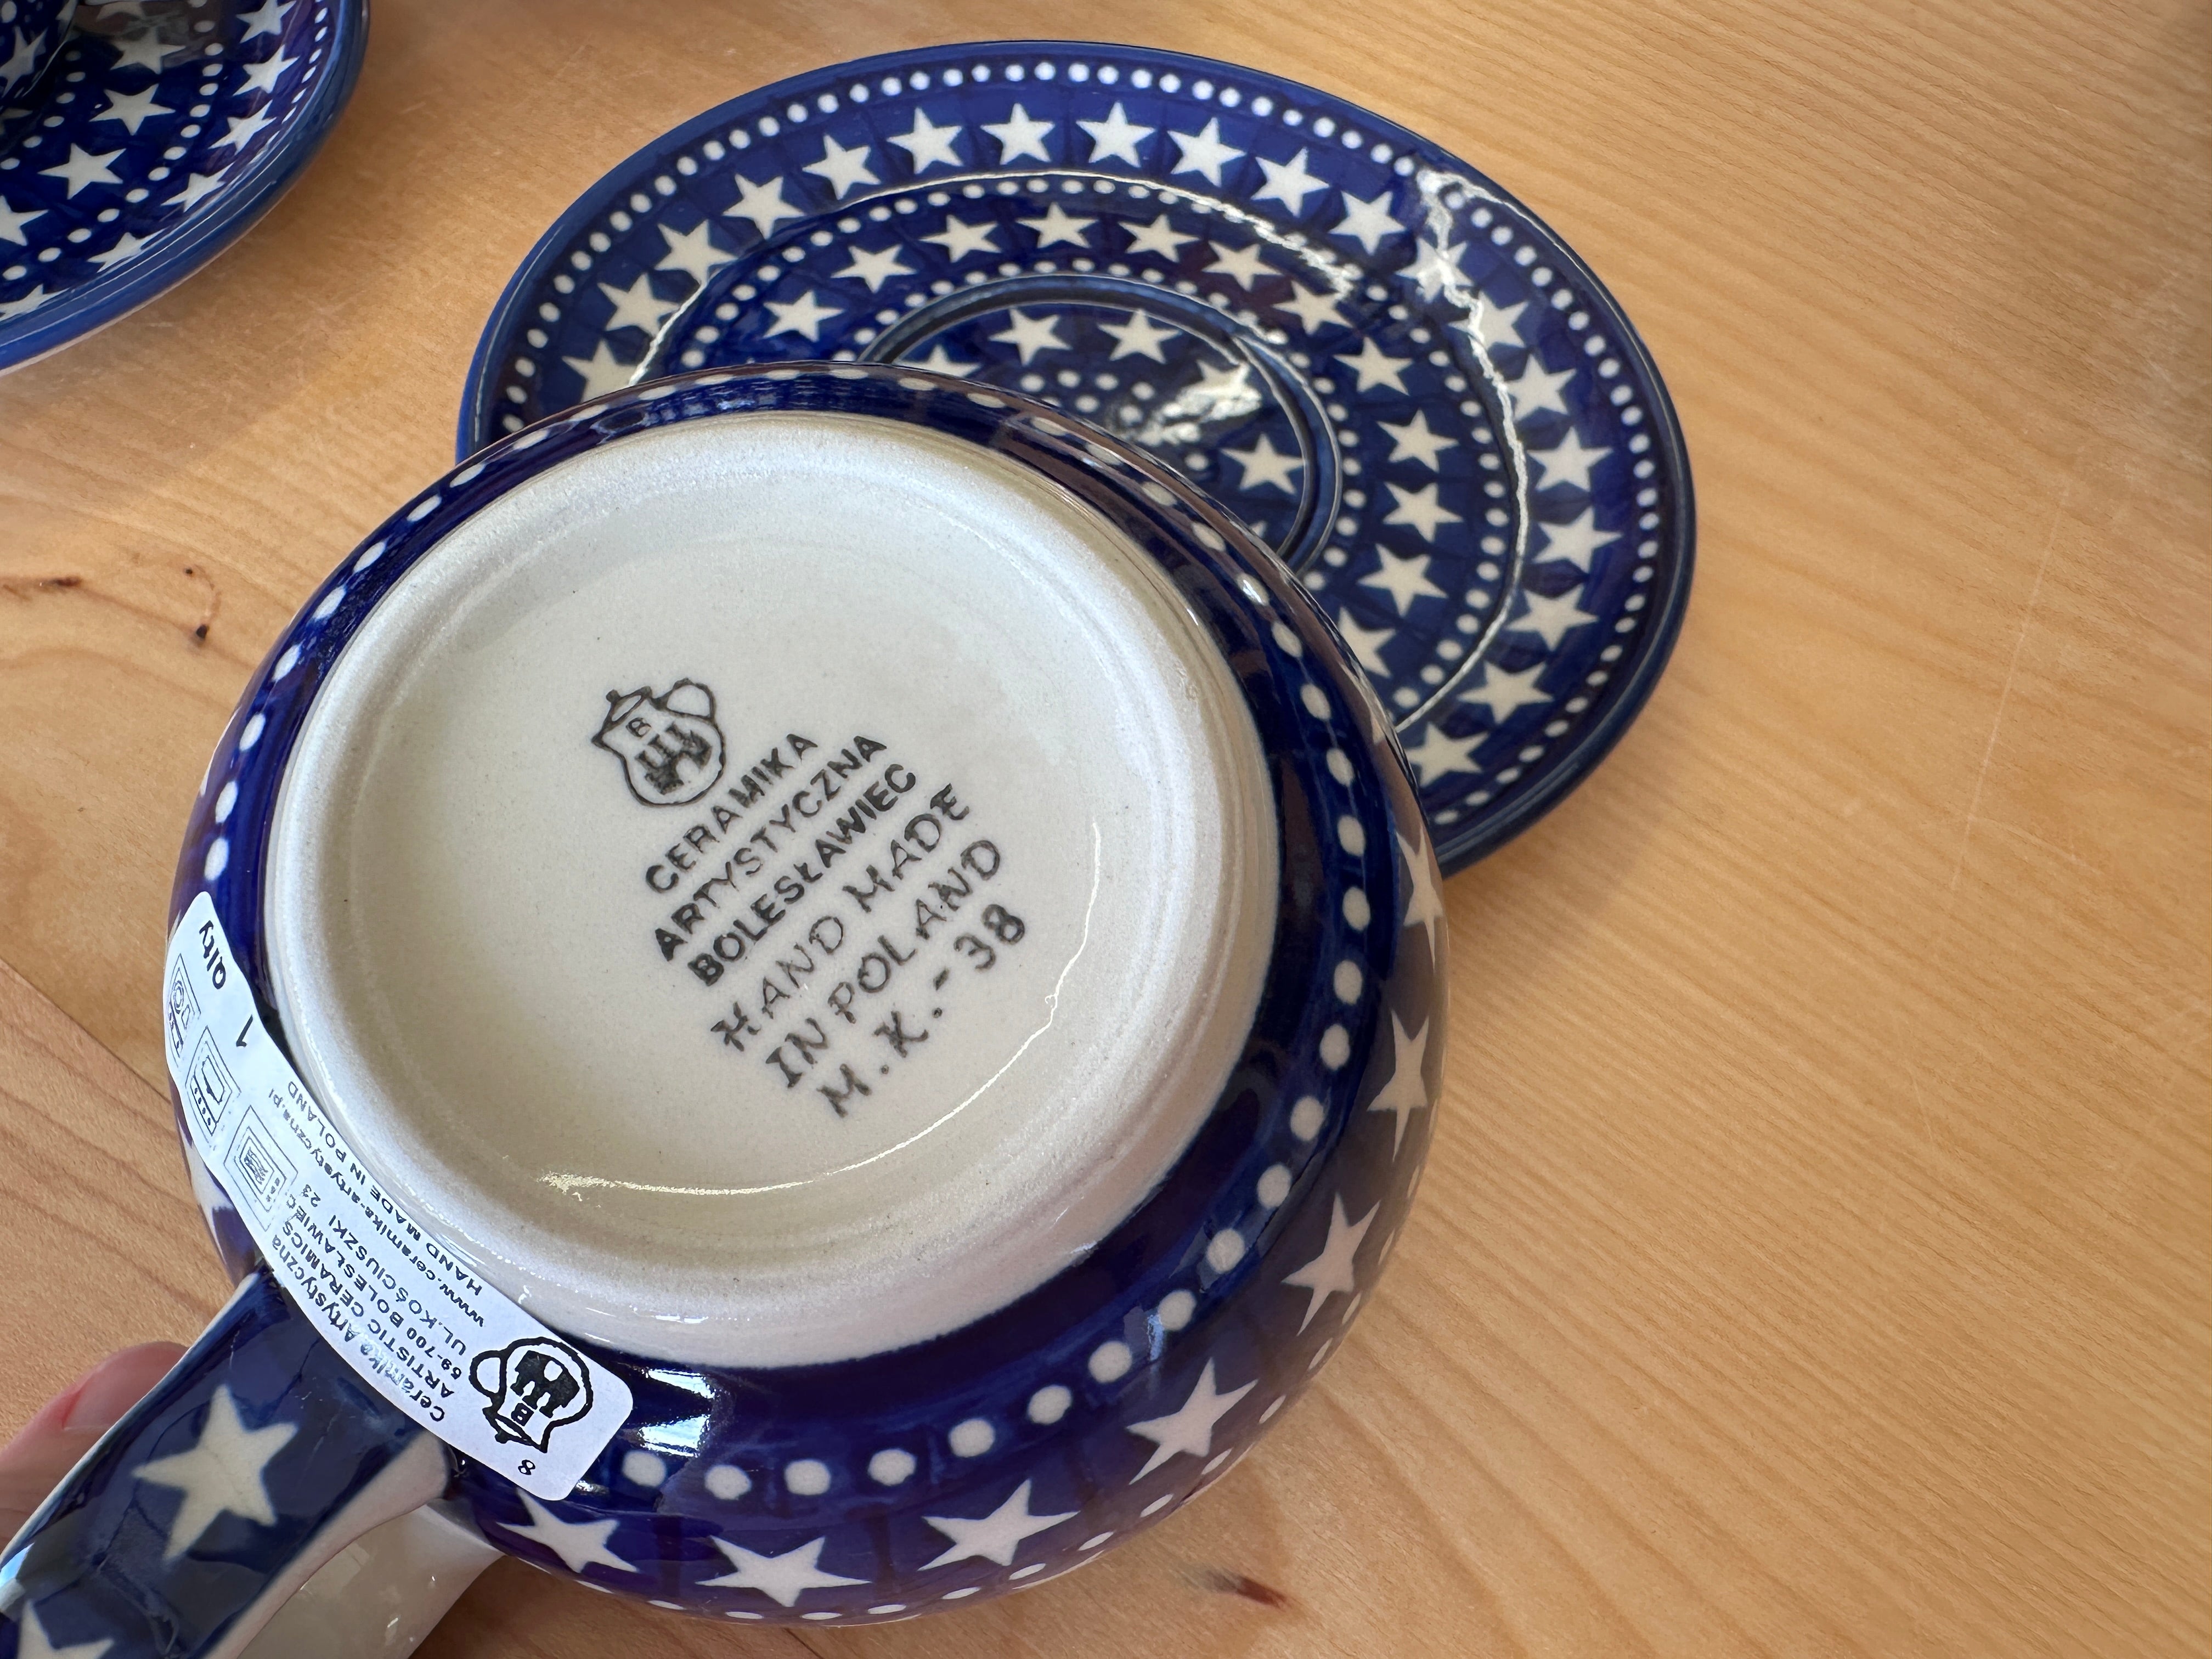 B
CERAMIKA
ARTYSTYCZNA
BOLESŁAWIEC
HAND MADE
IN POLAND
M.K.-38
B
8
Ceramika Artystyczna
ARTISTIC CERAMICS
59-700 BOLESŁAWIEC
UL.KOŚCIUSZKI 23
www.ceramika-artystyczna.pl
HAND MADE IN POLAND
1 Qlty